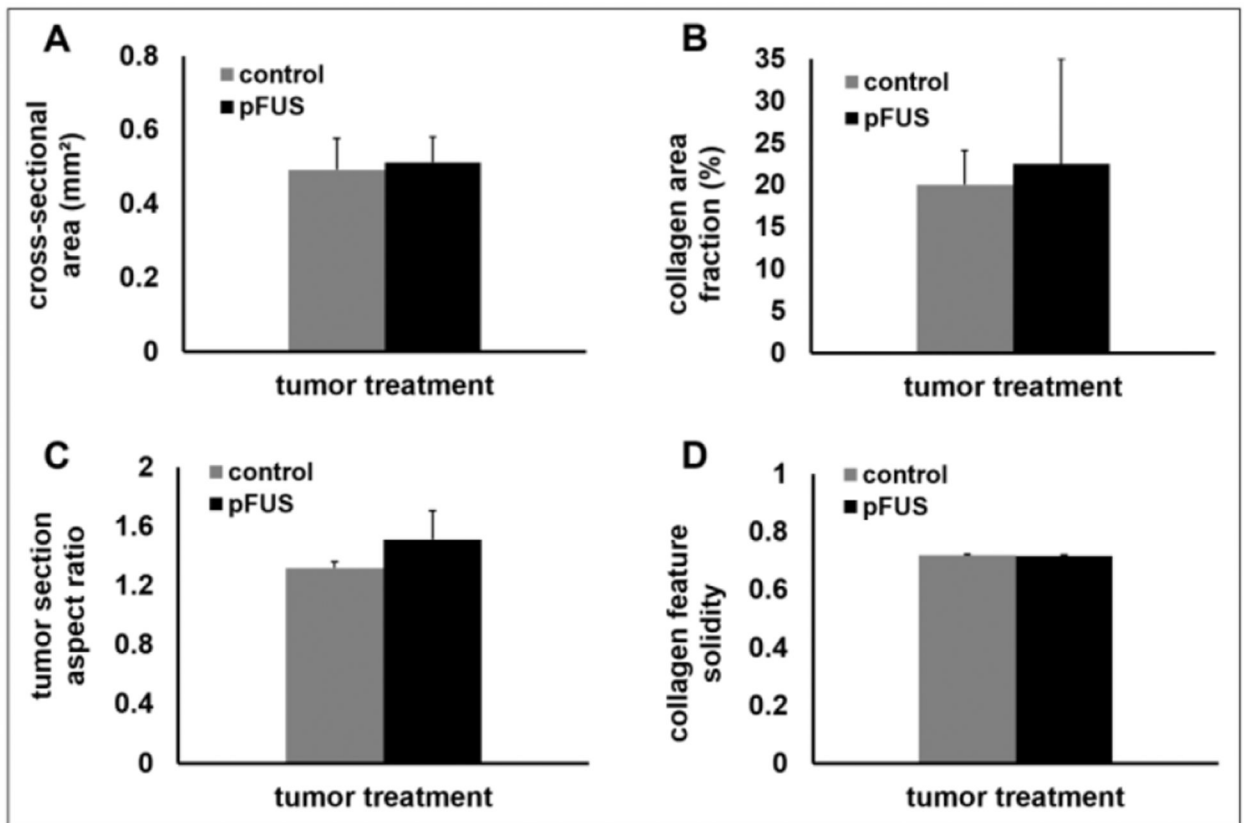 A
cross-sectional
area (mm²)
0.8
0.6
0.4
0.2
0
control
pFUS
tumor treatment
B
collagen area
fraction (%)
35
30
25
20
15
10
5
0
control
pFUS
tumor treatment
C
tumor section
aspect ratio
2
1.6
1.2
0.8
0.4
0
control
pFUS
tumor treatment
D
collagen feature
solidity
1
0.8
0.6
0.4
0.2
0
control
pFUS
tumor treatment